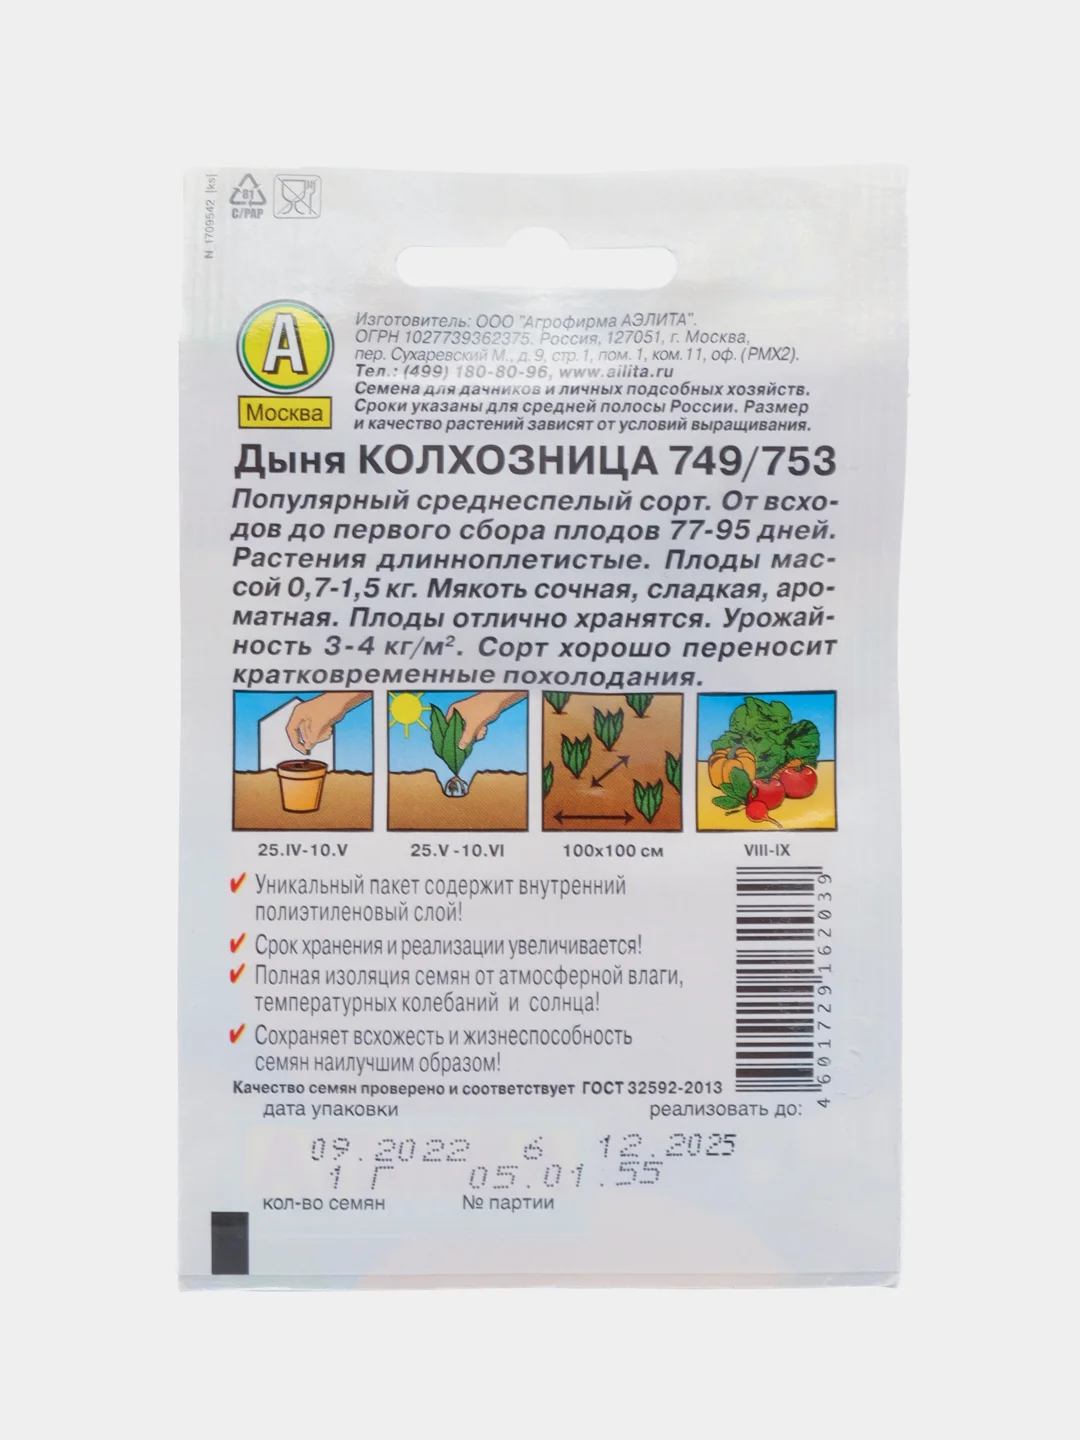 N 1709542 |ks|
81
C/PAP
А
Москва
Изготовитель: ООО "Агрофирма АЭЛИТА".
ОГРН 1027739362375. Россия, 127051, г. Москва,
пер. Сухаревский М., д. 9, стр. 1, пом. 1, ком. 11, оф. (РМХ2).
Тел.: (499) 180-80-96, www.ailita.ru
Семена для дачников и личных подсобных хозяйств.
Сроки указаны для средней полосы России. Размер
и качество растений зависят от условий выращивания.
Дыня КОЛХОЗНИЦА 749/753
Популярный среднеспелый сорт. От всхо-
дов до первого сбора плодов 77-95 дней.
Растения длинноплетистые. Плоды мас-
сой 0,7-1,5 кг. Мякоть сочная, сладкая, аро-
матная. Плоды отлично хранятся. Урожай-
ность 3-4 кг/м². Сорт хорошо переносит
кратковременные похолодания.
25.IV-10.V
25.V -10.VI
100x100 см
VIII-IX
✓ Уникальный пакет содержит внутренний
полиэтиленовый слой!
✓ Срок хранения и реализации увеличивается!
✓ Полная изоляция семян от атмосферной влаги,
температурных колебаний и солнца!
✓ Сохраняет всхожесть и жизнеспособность
семян наилучшим образом!
4 601729 162039
Качество семян проверено и соответствует ГОСТ 32592-2013
дата упаковки
реализовать до:
09.2022 6 12.2025
1 Г 05.01.55
кол-во семян
№ партии